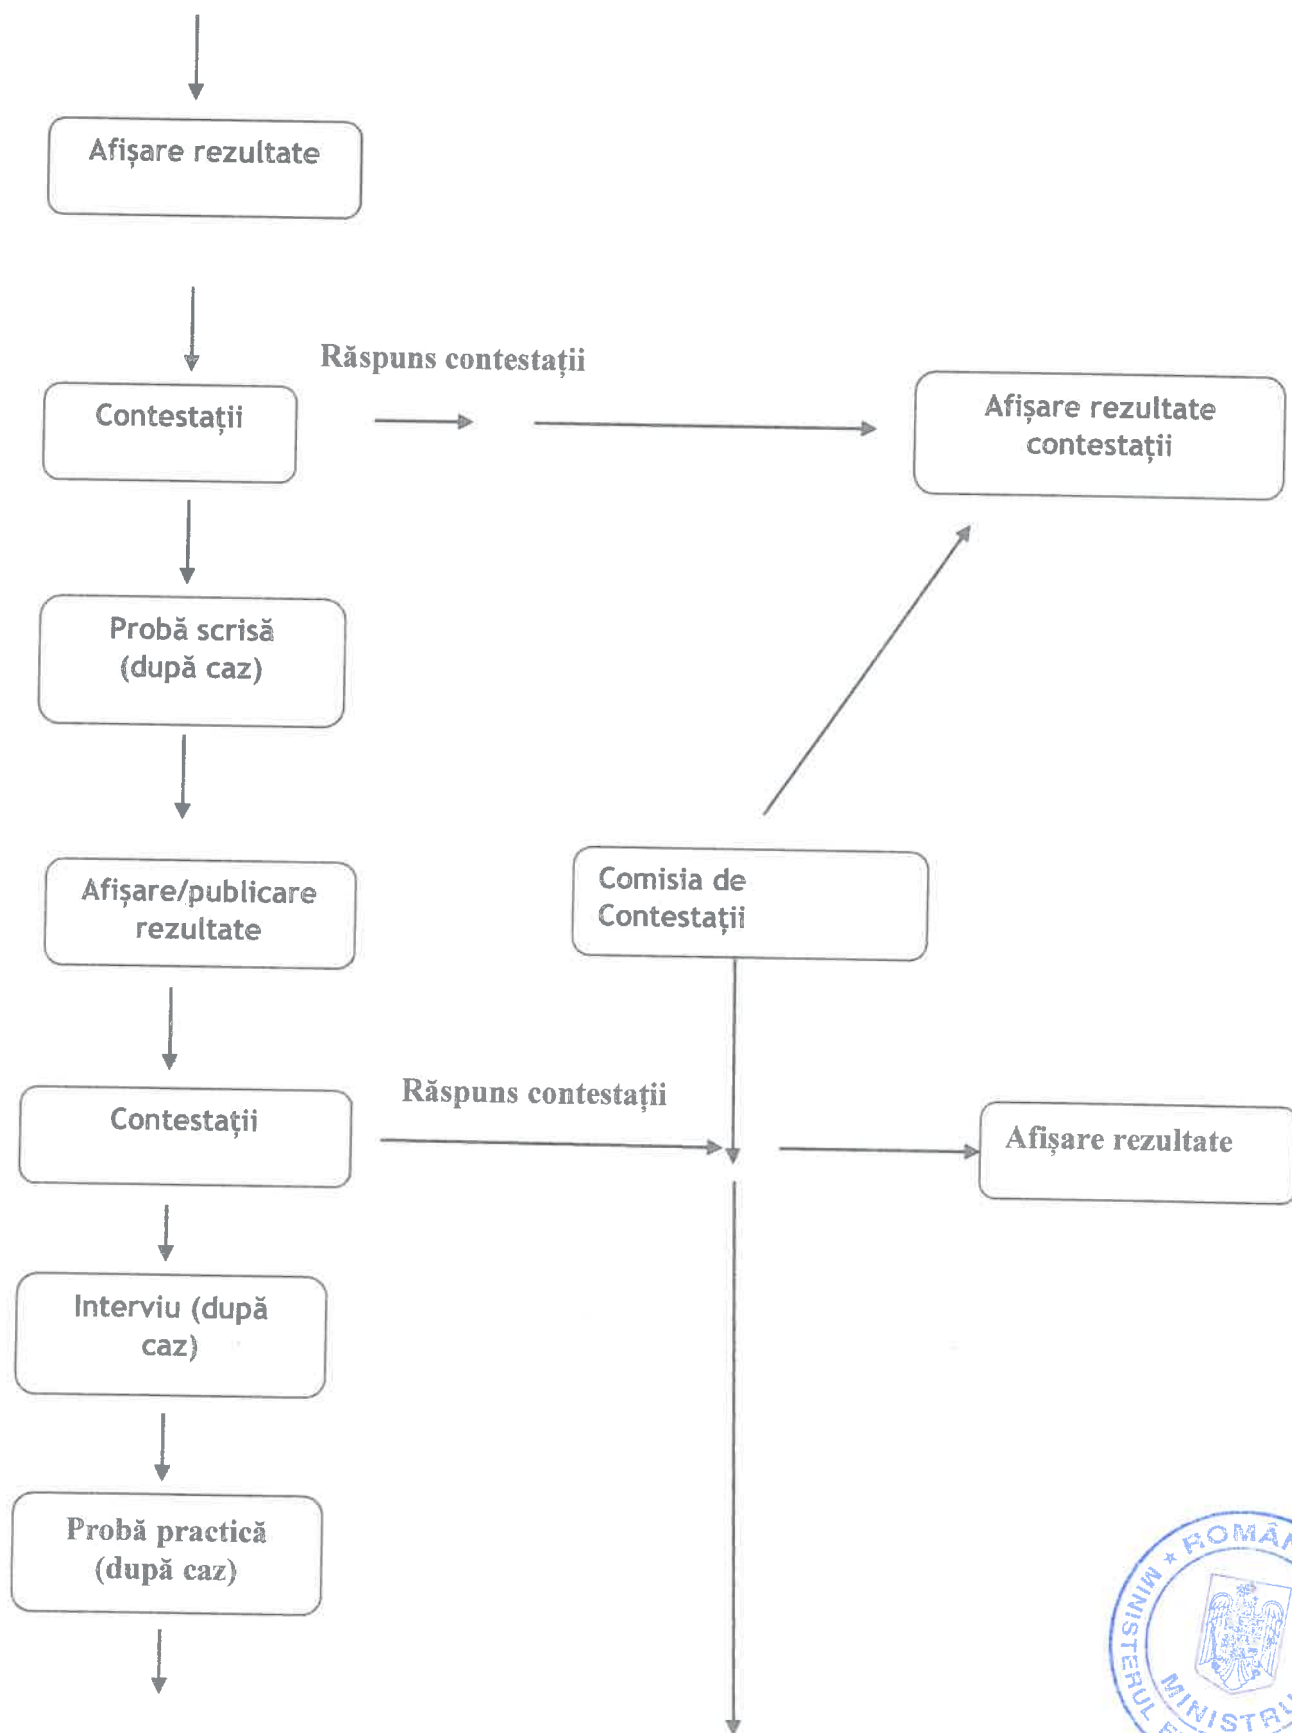 Afișare rezultate
Răspuns contestații
Contestații
Afișare rezultate
contestații
Probă scrisă
(după caz)
Afișare/publicare
rezultate
Comisia de
Contestații
Răspuns contestații
Contestații
Afișare rezultate
Interviu (după
caz)
Probă practică
(după caz)
MINISTERUL
ROMÂN
MINISTRU